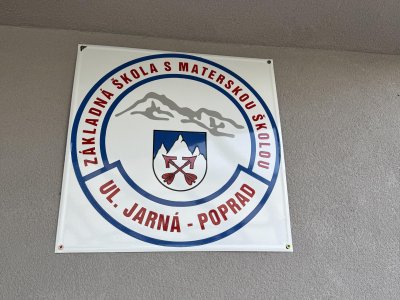 ZÁKLADNÁ ŠKOLA S MATERSKOU ŠKOLOU
UL. JARNÁ - POPRAD